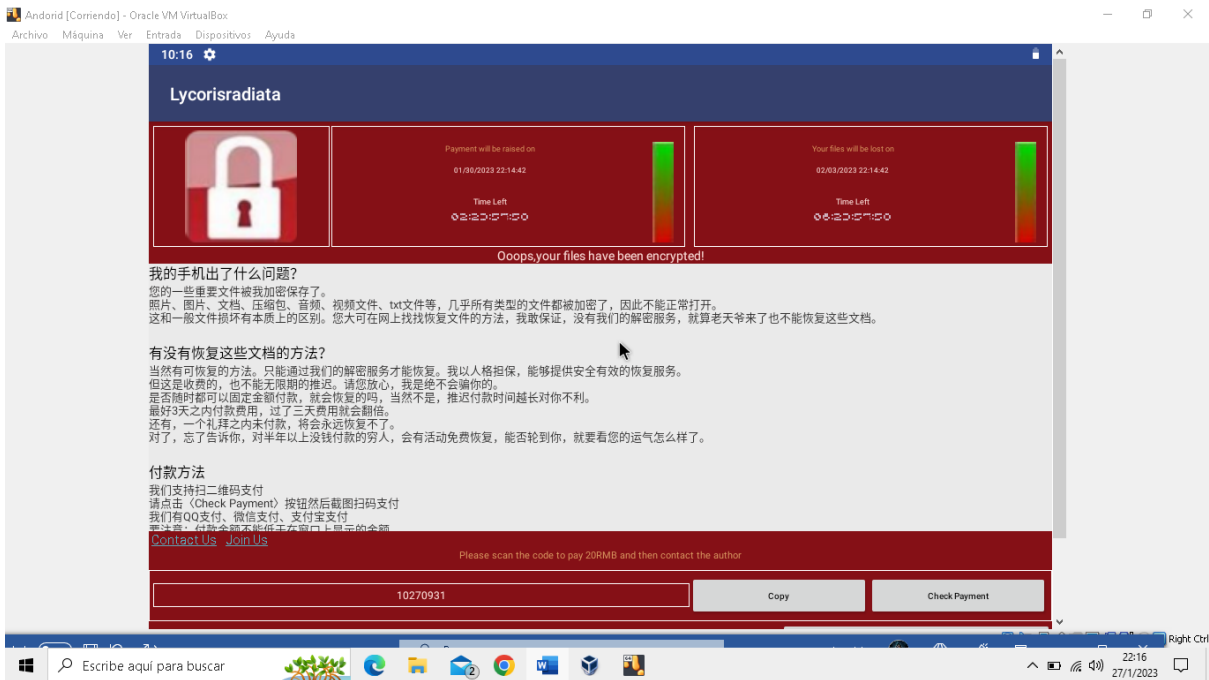 Andorid [Corriendo] - Oracle VM VirtualBox
Archivo Máquina Ver Entrada Dispositivos Ayuda
10:16
Lycorisradiata
Payment will be raised on
01/30/2023 22:14:42
Time Left
02:23:57:50
Your files will be lost on
02/03/2023 22:14:42
Time Left
06:23:57:50
Ooops,your files have been encrypted!
我的手机出了什么问题?
您的一些重要文件被我加密保存了。
照片、图片、文档、压缩包、音频、视频文件、txt文件等，几乎所有类型的文件都被加密了，因此不能正常打开。
这和一般文件损坏有本质上的区别。您大可在网上找找恢复文件的方法，我敢保证，没有我们的解密服务，就算老天爷来了也不能恢复这些文档。
有没有恢复这些文档的方法?
当然有可恢复的方法。只能通过我们的解密服务才能恢复。我以人格担保，能够提供安全有效的恢复服务。
但这是收费的，也不能无限期的推迟。请您放心，我是绝不会骗你的。
是否随时都可以固定金额付款，就会恢复的吗，当然不是，推迟付款时间越长对你不利。
最好3天之内付款费用，过了三天费用就会翻倍。
还有，一个礼拜之内未付款，将会永远恢复不了。
对了，忘了告诉你，对半年以上没钱付款的穷人，会有活动免费恢复，能否轮到你，就要看您的运气怎么样了。
付款方法
我们支持扫二维码支付
请点击〈Check Payment〉按钮然后截图扫码支付
我们有QQ支付、微信支付、支付宝支付
要注意：付款金额不能低于在窗口上显示的金额
Contact Us Join Us
Please scan the code to pay 20RMB and then contact the author
10270931
Copy
Check Payment
Right Ctrl
Escribe aquí para buscar
2
22:16
27/1/2023